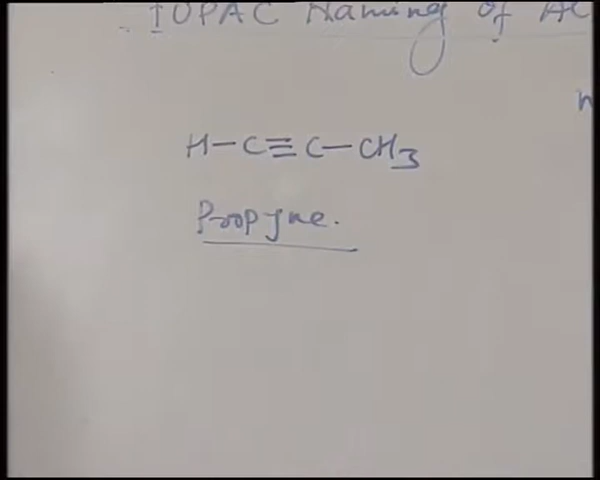 IUPAC Naming of Al
H-C≡C-CH3
Propyne.